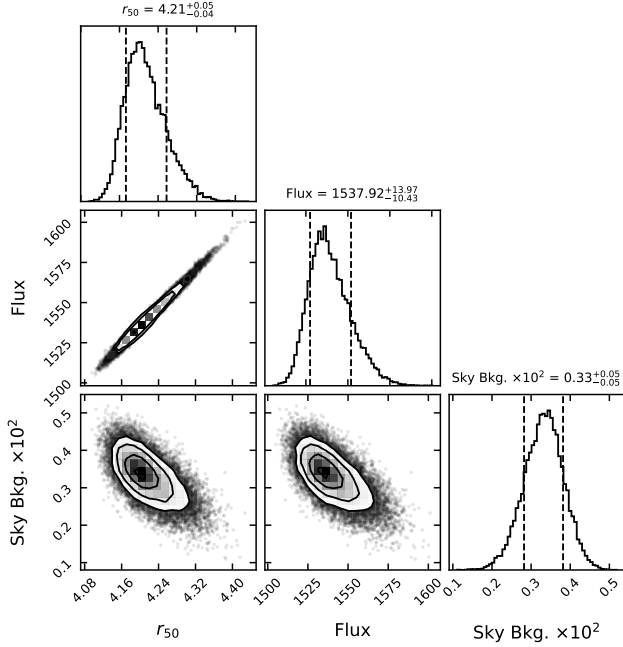 r₅₀ = 4.21 +0.05 −0.04
Flux = 1537.92 +13.97 −10.43
1600
1575
1550
1525
1500
Flux
Sky Bkg. ×10² = 0.33 +0.05 −0.05
0.5
0.4
0.3
0.2
0.1
Sky Bkg. ×10²
4.08 4.16 4.24 4.32 4.40
1500 1525 1550 1575 1600
0.1 0.2 0.3 0.4 0.5
r₅₀
Flux
Sky Bkg. ×10²